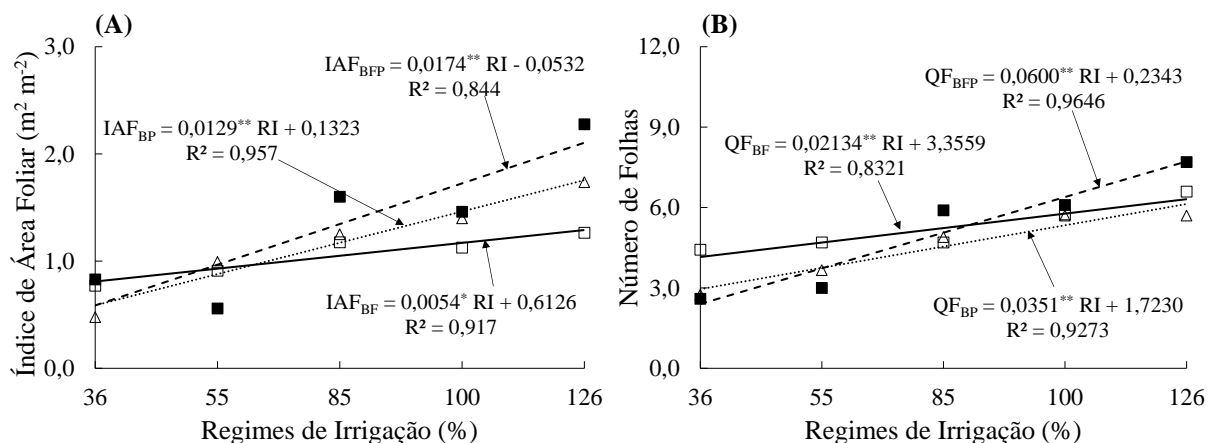 (A)
Índice de Área Foliar (m² m⁻²)
3,0
2,0
1,0
0,0
IAF_BFP = 0,0174** RI - 0,0532
R² = 0,844
IAF_BP = 0,0129** RI + 0,1323
R² = 0,957
IAF_BF = 0,0054* RI + 0,6126
R² = 0,917
36 55 85 100 126
Regimes de Irrigação (%)
(B)
Número de Folhas
12,0
9,0
6,0
3,0
0,0
QF_BFP = 0,0600** RI + 0,2343
R² = 0,9646
QF_BF = 0,02134** RI + 3,3559
R² = 0,8321
QF_BP = 0,0351** RI + 1,7230
R² = 0,9273
36 55 85 100 126
Regimes de Irrigação (%)